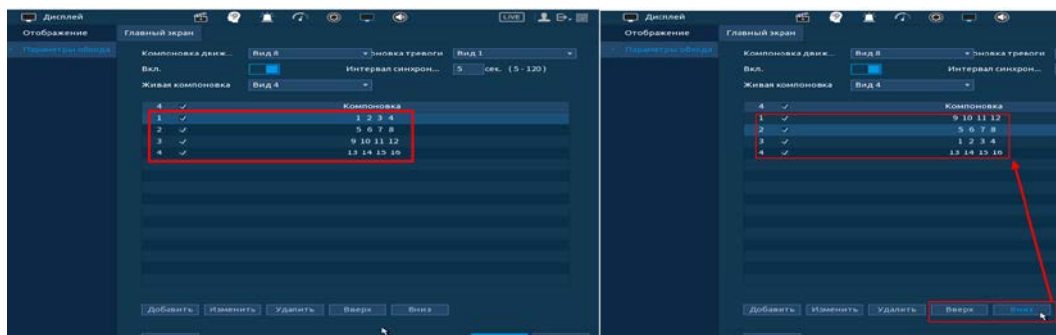 Дисплей
LIVE
Отображение
Главный экран
Параметры обхода
Компоновка движ...
Вид 8
оновка тревоги
Вид 1
Вкл.
Интервал синхрон...
5
сек. (5-120)
Живая компоновка
Вид 4
4 Компоновка
1 1 2 3 4
2 5 6 7 8
3 9 10 11 12
4 13 14 15 16
Добавить
Изменить
Удалить
Вверх
Вниз
Дисплей
Отображение
Главный экран
Параметры обхода
Компоновка движ...
Вид 8
оновка тревоги
Вкл.
Интервал синхрон...
Живая компоновка
Вид 4
4 Компоновка
1 9 10 11 12
2 5 6 7 8
3 1 2 3 4
4 13 14 15 16
Добавить
Изменить
Удалить
Вверх
Вниз